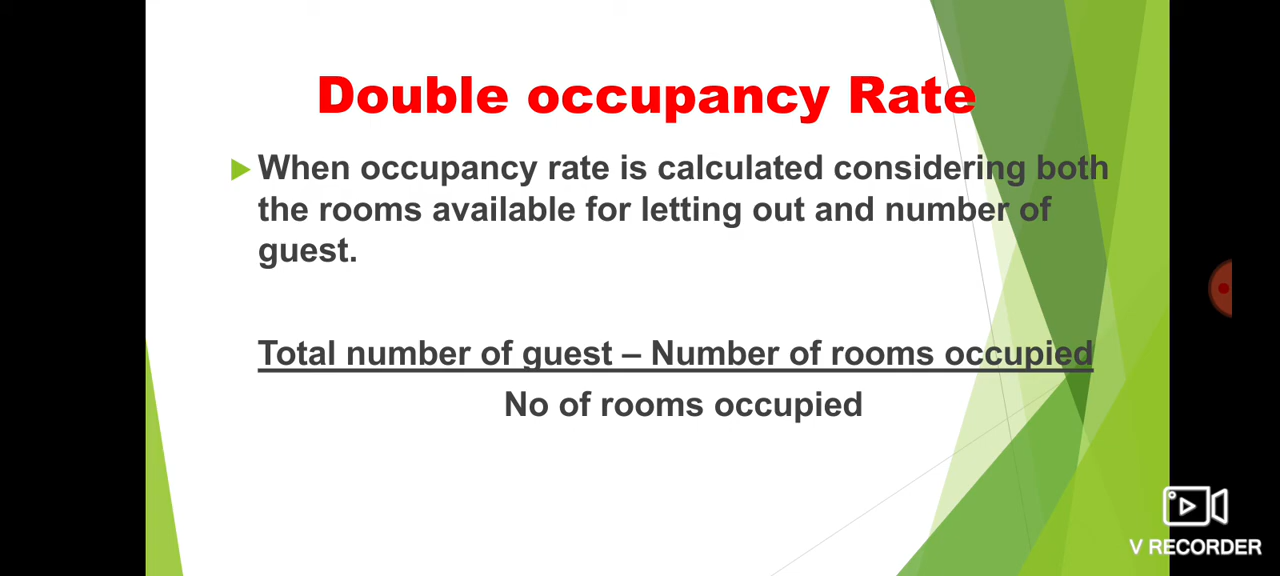 Double occupancy Rate
When occupancy rate is calculated considering both
the rooms available for letting out and number of
guest.
Total number of guest – Number of rooms occupied
No of rooms occupied
V RECORDER